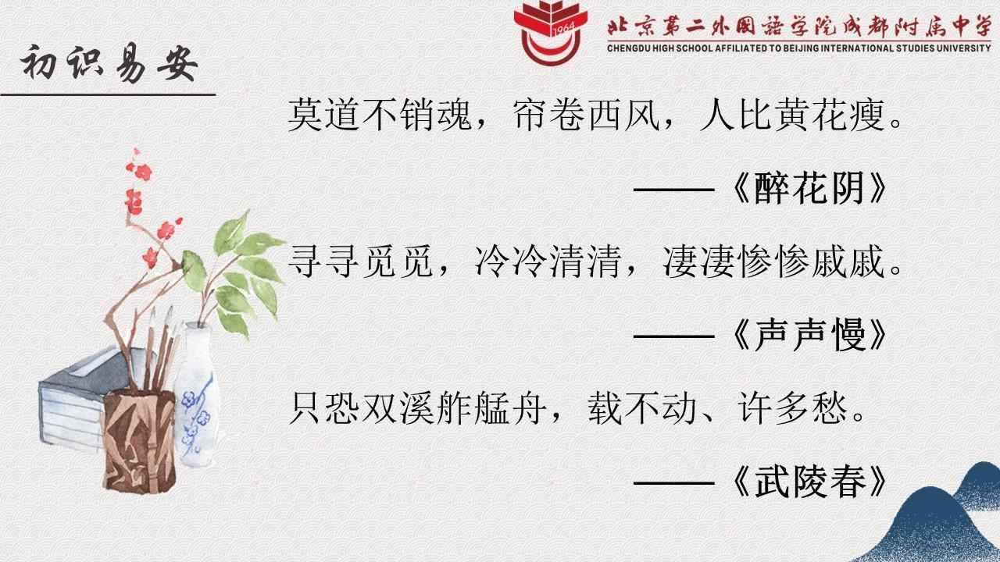 初识易安
1964
北京第二外国语学院成都附属中学
CHENGDU HIGH SCHOOL AFFILIATED TO BEIJING INTERNATIONAL STUDIES UNIVERSITY
莫道不销魂，帘卷西风，人比黄花瘦。
——《醉花阴》
寻寻觅觅，冷冷清清，凄凄惨惨戚戚。
——《声声慢》
只恐双溪舴艋舟，载不动、许多愁。
——《武陵春》